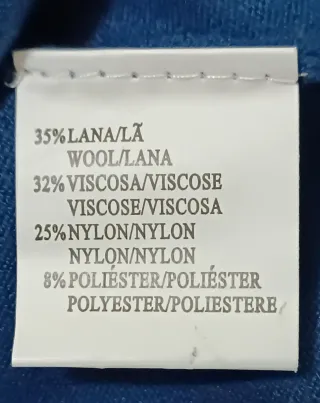 35% LANA/LÃ
WOOL/LANA
32% VISCOSA/VISCOSE
VISCOSE/VISCOSA
25% NYLON/NYLON
NYLON/NYLON
8% POLIÉSTER/POLIÉSTER
POLYESTER/POLIESTERE